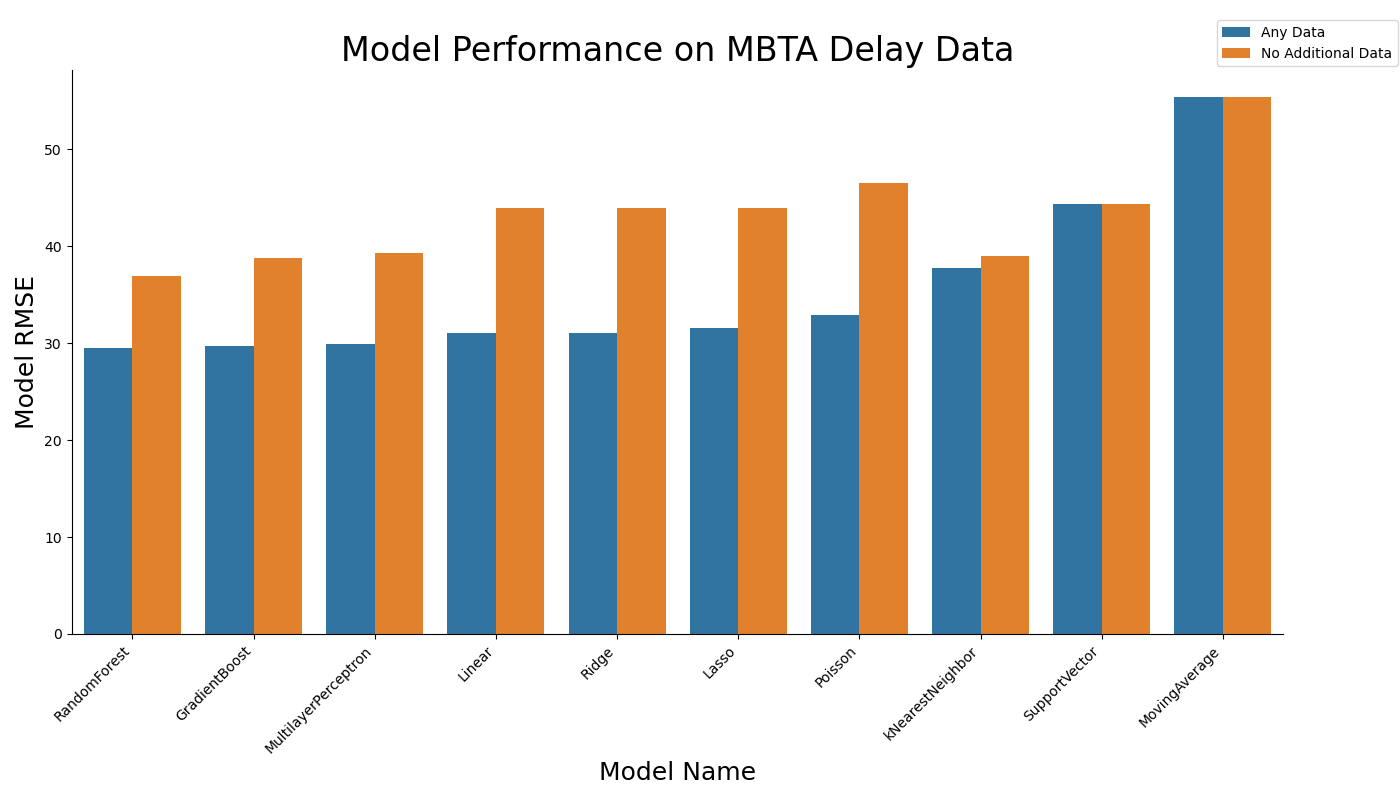 Model Performance on MBTA Delay Data
Any Data
No Additional Data
Model RMSE
50
40
30
20
10
0
RandomForest
GradientBoost
MultilayerPerceptron
Linear
Ridge
Lasso
Poisson
kNearestNeighbor
SupportVector
MovingAverage
Model Name